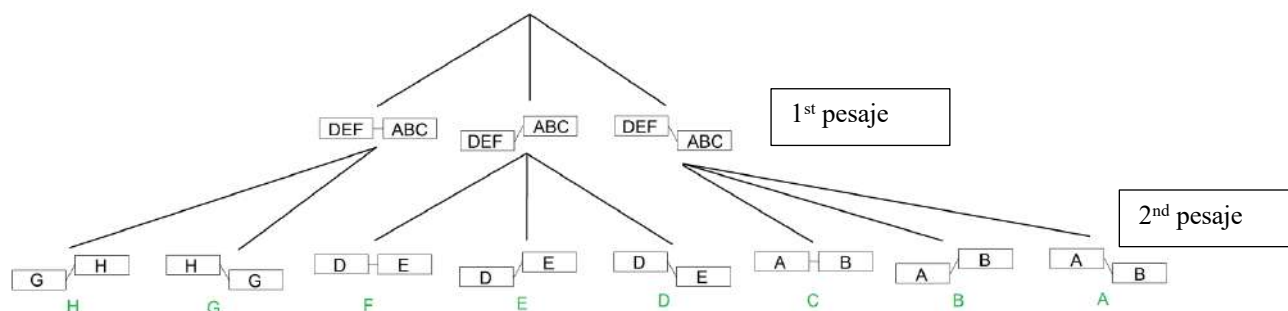 DEF ABC DEF ABC DEF ABC
1st pesaje
2nd pesaje
G H H G D E D E D E A B A B A B
H G F E D C B A